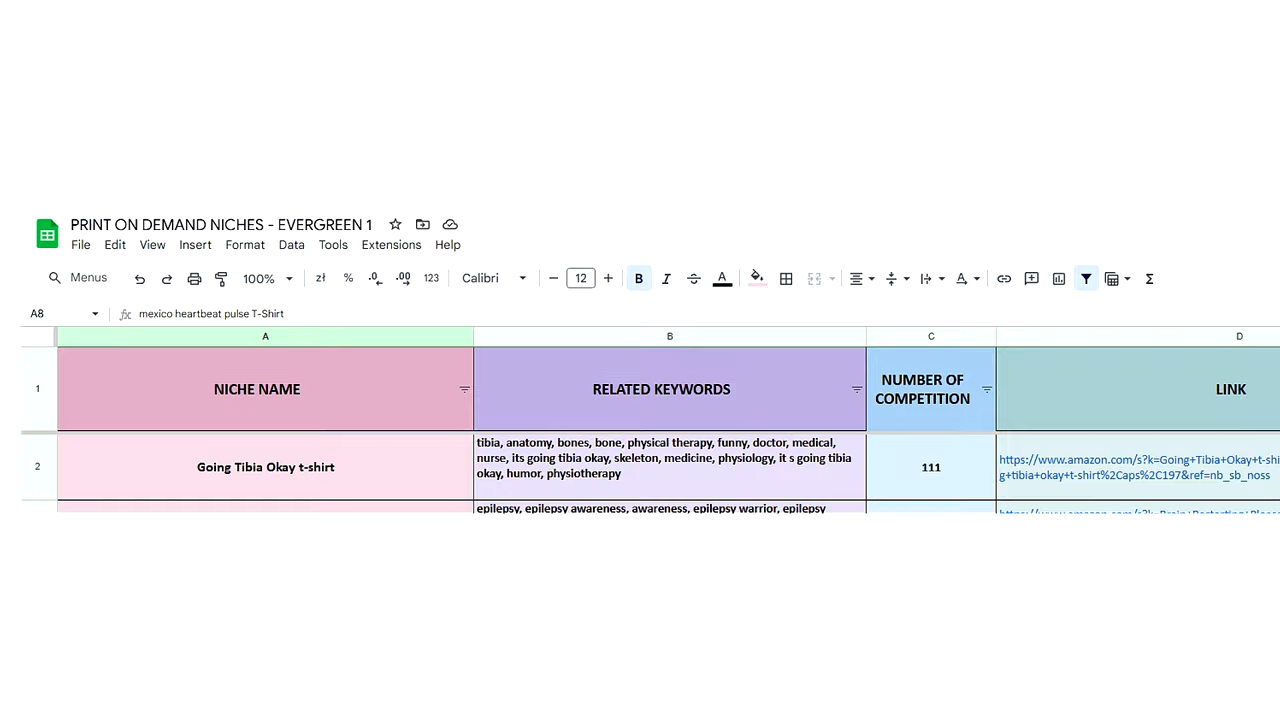 PRINT ON DEMAND NICHES - EVERGREEN 1
File Edit View Insert Format Data Tools Extensions Help
Menus 100% zł % .0 .00 123 Calibri 12 B I S A Σ
A8 fx mexico heartbeat pulse T-Shirt
A B C D
1 NICHE NAME RELATED KEYWORDS NUMBER OF COMPETITION LINK
2 Going Tibia Okay t-shirt
tibia, anatomy, bones, bone, physical therapy, funny, doctor, medical,
nurse, its going tibia okay, skeleton, medicine, physiology, it s going tibia
okay, humor, physiotherapy
111
https://www.amazon.com/s?k=Going+Tibia+Okay+t-shi
g+tibia+okay+t-shirt%2Caps%2C197&ref=nb_sb_noss
epilepsy, epilepsy awareness, awareness, epilepsy warrior, epilepsy